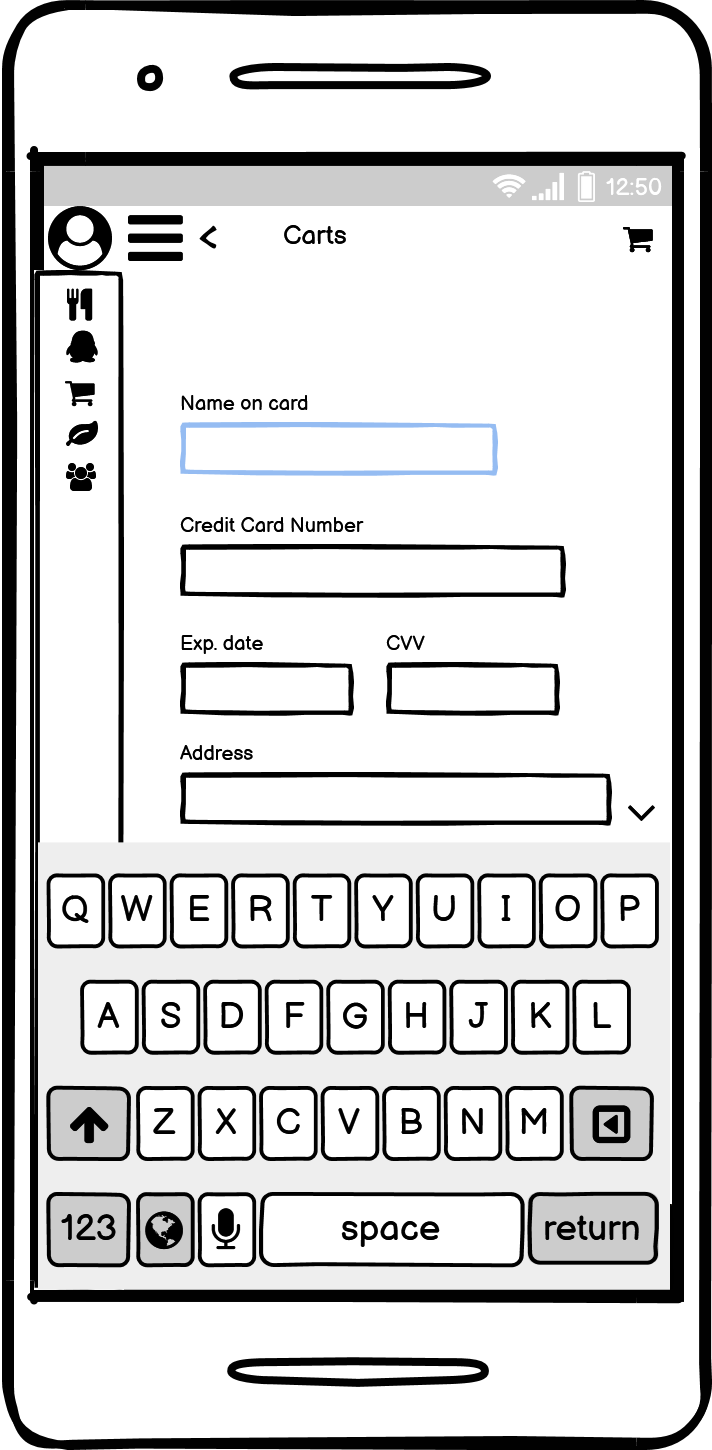 12:50
Carts
Name on card
Credit Card Number
Exp. date CVV
Address
Q W E R T Y U I O P
A S D F G H J K L
Z X C V B N M
123 space return